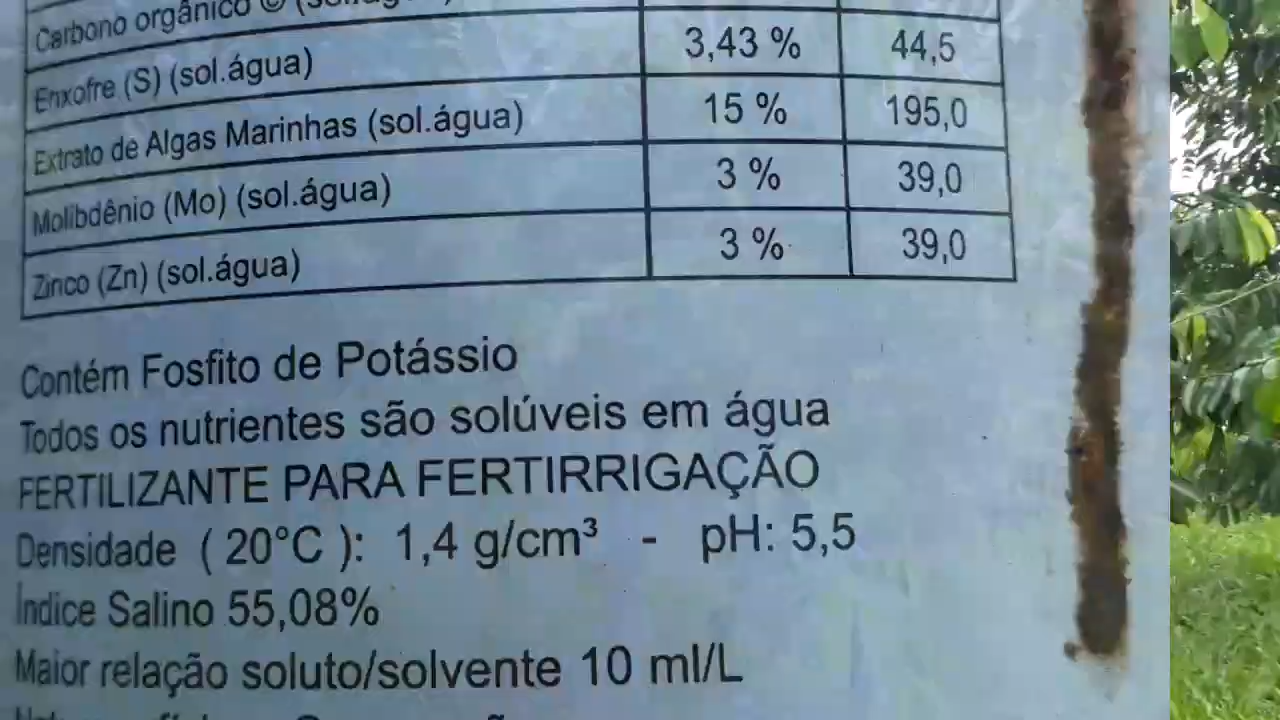 Carbono orgânico ©
Enxofre (S) (sol.água) 3,43 % 44,5
Extrato de Algas Marinhas (sol.água) 15 % 195,0
Molibdênio (Mo) (sol.água) 3 % 39,0
Zinco (Zn) (sol.água) 3 % 39,0
Contém Fosfito de Potássio
Todos os nutrientes são solúveis em água
FERTILIZANTE PARA FERTIRRIGAÇÃO
Densidade ( 20°C ): 1,4 g/cm³ - pH: 5,5
Índice Salino 55,08%
Maior relação soluto/solvente 10 ml/L